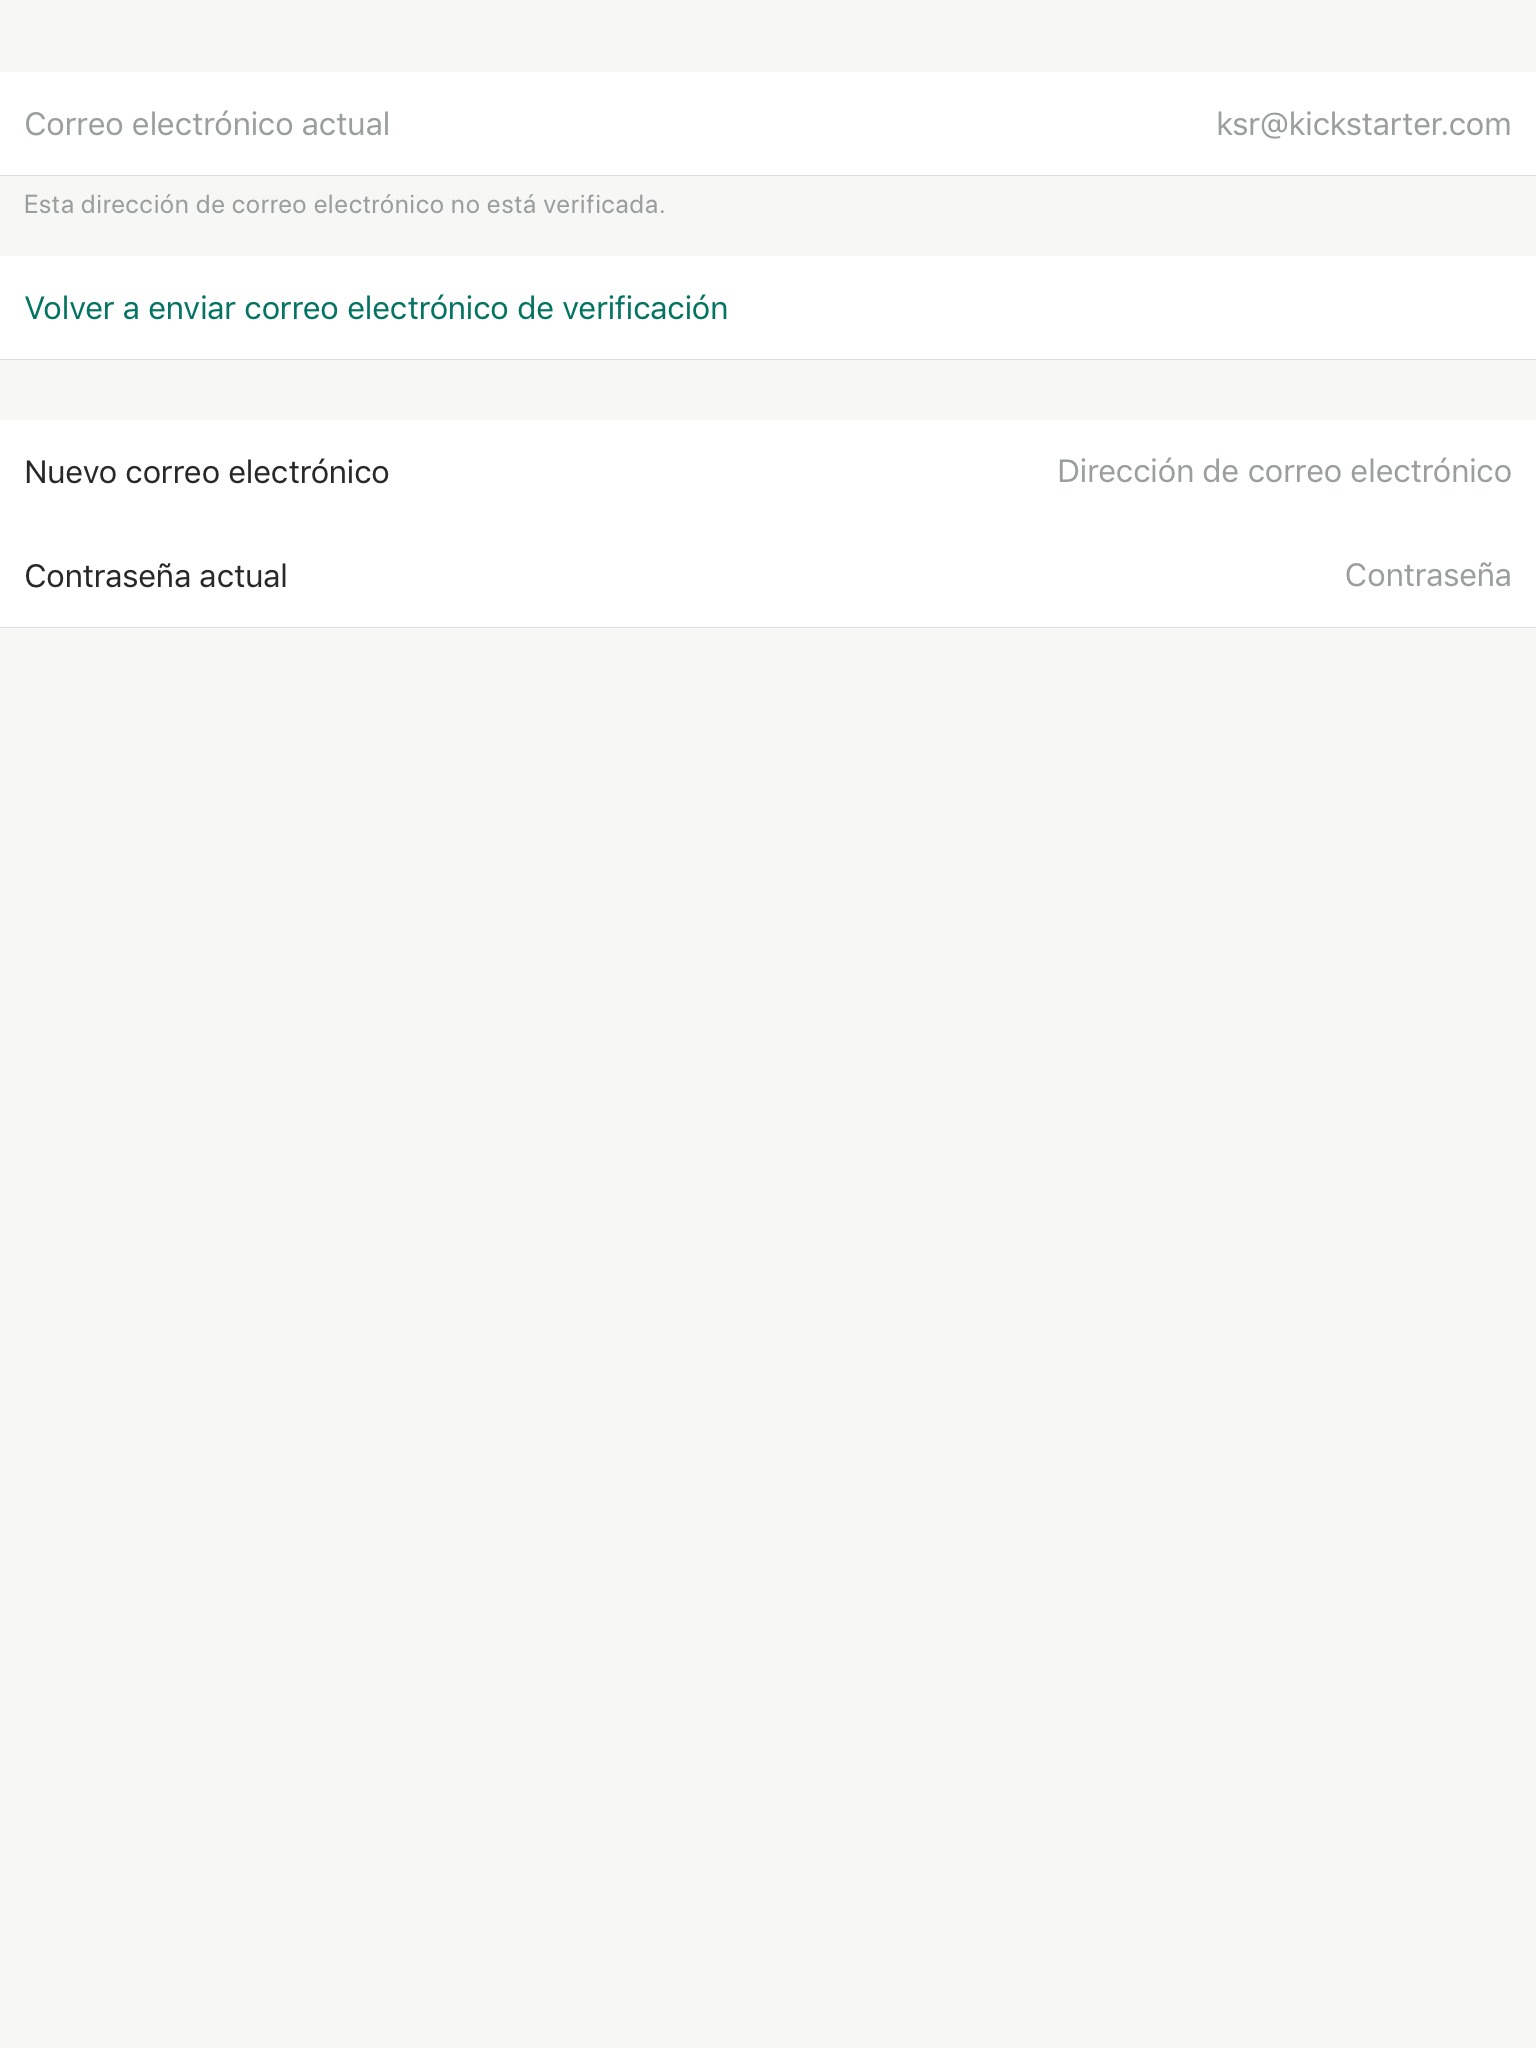 Correo electrónico actual ksr@kickstarter.com
Esta dirección de correo electrónico no está verificada.
Volver a enviar correo electrónico de verificación
Nuevo correo electrónico Dirección de correo electrónico
Contraseña actual Contraseña